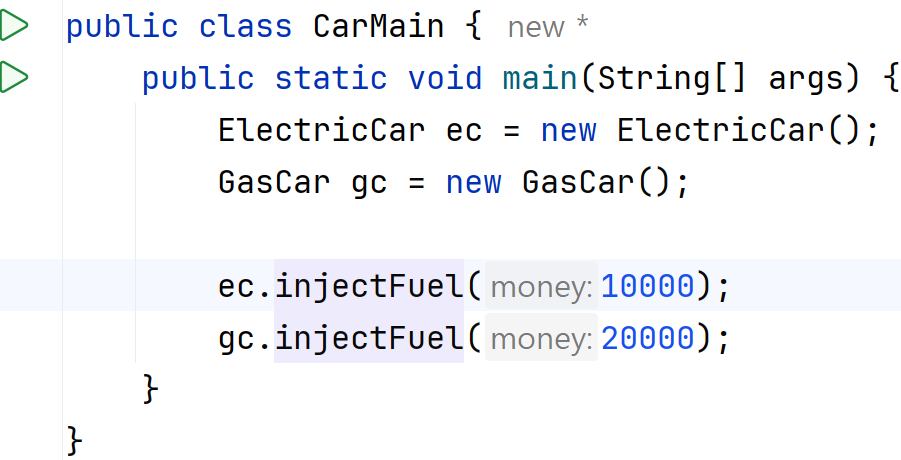 public class CarMain { new *
public static void main(String[] args) {
ElectricCar ec = new ElectricCar();
GasCar gc = new GasCar();
ec.injectFuel( money: 10000);
gc.injectFuel( money: 20000);
}
}